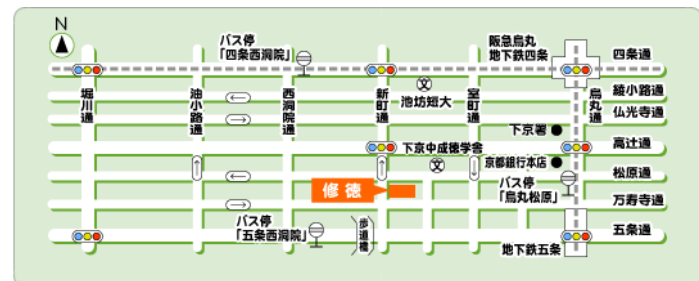 N
バス停
「四条西洞院」
阪急烏丸
地下鉄四条
四条通
綾小路通
仏光寺通
高辻通
松原通
万寿寺通
五条通
堀川通
油小路通
西洞院通
新町通
室町通
烏丸通
文
池坊短大
下京署
下京中成徳学舎
文
京都銀行本店
バス停
「烏丸松原」
修徳
バス停
「五条西洞院」
歩道橋
地下鉄五条